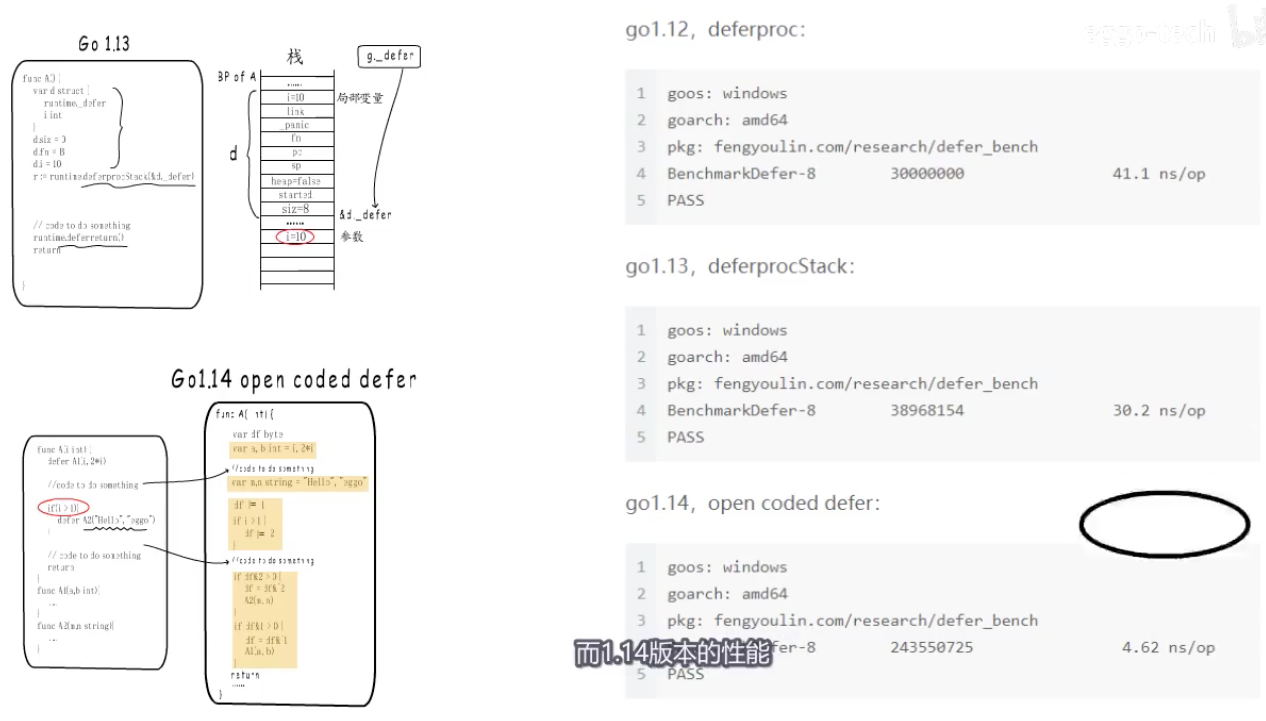 Go 1.13
func A() {
var d struct {
runtime._defer
i int
}
d.siz = 0
d.fn = B
d.i = 10
r := runtime.deferprocStack(&d._defer)
// code to do something
runtime.deferreturn()
return
}
栈
g._defer
BP of A
......
i=10
局部变量
link
_panic
fn
pc
d
sp
heap=false
started
siz=8
&d._defer
......
i=10
参数
Go1.14 open coded defer
func A(i int) {
defer A1(i, 2*i)
//code to do something
if(i > 1){
defer A2("Hello","eggo")
}
// code to do something
return
}
func A1(a,b int){
...
}
func A2(m,n string){
...
}
func A( int) {
var df byte
var a, b int = i, 2*i
//code to do something
var m,n string = "Hello","eggo"
df |= 1
if i > 1 {
df |= 2
}
//code to do something
if df&2 > 0 {
df = df&^2
A2(m, n)
}
if df&1 > 0 {
df = df&^1
A1(a, b)
}
return
......
}
eggo-tech
go1.12，deferproc:
1 goos: windows
2 goarch: amd64
3 pkg: fengyoulin.com/research/defer_bench
4 BenchmarkDefer-8 30000000 41.1 ns/op
5 PASS
go1.13，deferprocStack:
1 goos: windows
2 goarch: amd64
3 pkg: fengyoulin.com/research/defer_bench
4 BenchmarkDefer-8 38968154 30.2 ns/op
5 PASS
go1.14，open coded defer:
1 goos: windows
2 goarch: amd64
3 pkg: fengyoulin.com/research/defer_bench
efer-8 243550725 4.62 ns/op
5 PASS
而1.14版本的性能